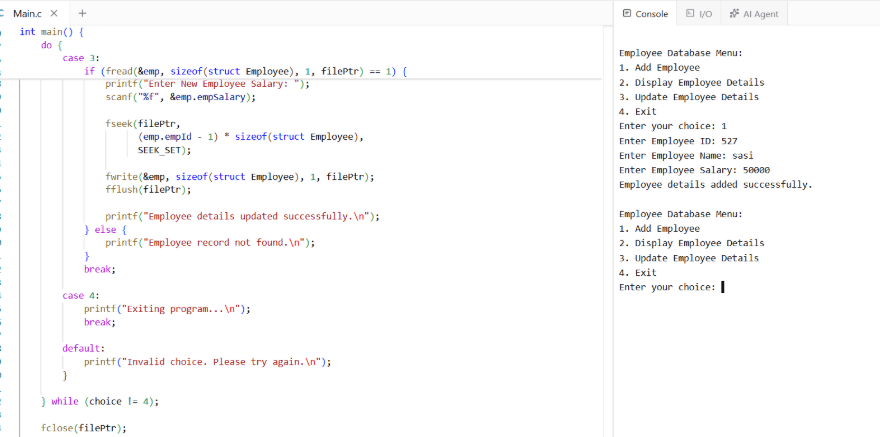 Main.c × +
int main() {
do {
case 3:
if (fread(&emp, sizeof(struct Employee), 1, filePtr) == 1) {
printf("Enter New Employee Salary: ");
scanf("%f", &emp.empSalary);
fseek(filePtr,
(emp.empId - 1) * sizeof(struct Employee),
SEEK_SET);
fwrite(&emp, sizeof(struct Employee), 1, filePtr);
fflush(filePtr);
printf("Employee details updated successfully.\n");
} else {
printf("Employee record not found.\n");
}
break;
case 4:
printf("Exiting program...\n");
break;
default:
printf("Invalid choice. Please try again.\n");
}
} while (choice != 4);
fclose(filePtr);
Console I/O AI Agent
Employee Database Menu:
1. Add Employee
2. Display Employee Details
3. Update Employee Details
4. Exit
Enter your choice: 1
Enter Employee ID: 527
Enter Employee Name: sasi
Enter Employee Salary: 50000
Employee details added successfully.
Employee Database Menu:
1. Add Employee
2. Display Employee Details
3. Update Employee Details
4. Exit
Enter your choice: